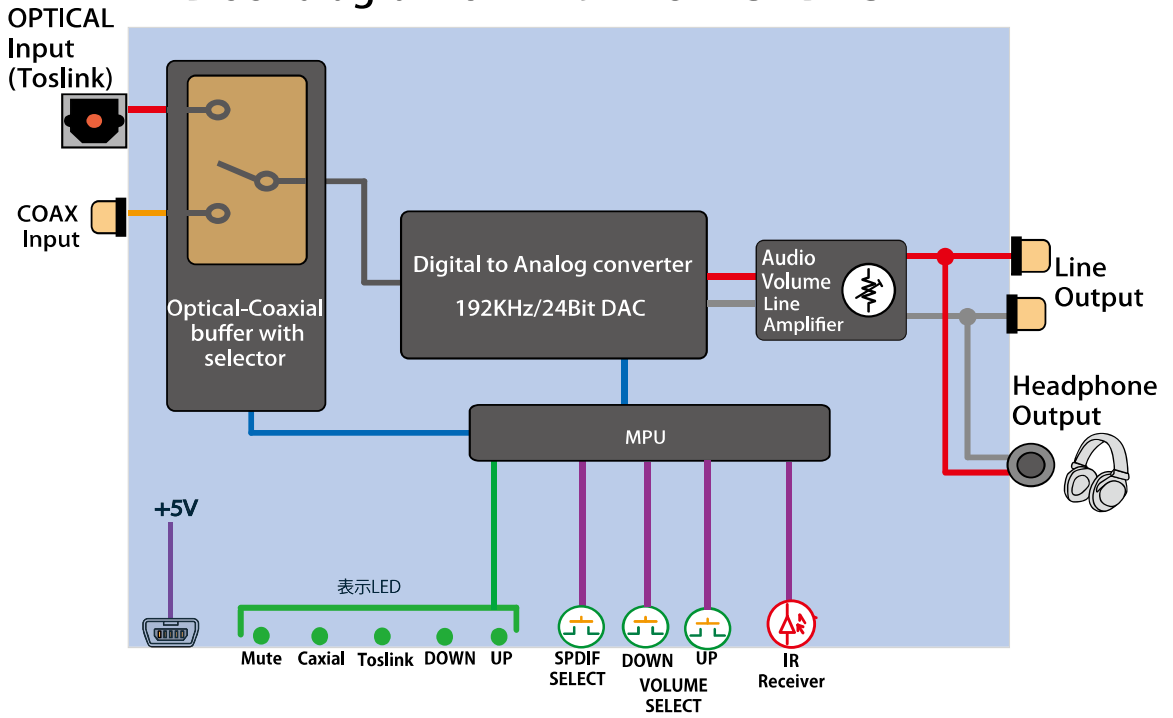 OPTICAL
Input
(Toslink)
COAX
Input
Optical-Coaxial
buffer with
selector
Digital to Analog converter
192KHz/24Bit DAC
Audio
Volume
Line
Amplifier
Line
Output
Headphone
Output
MPU
+5V
表示LED
Mute
Caxial
Toslink
DOWN
UP
SPDIF
SELECT
DOWN
UP
VOLUME
SELECT
IR
Receiver